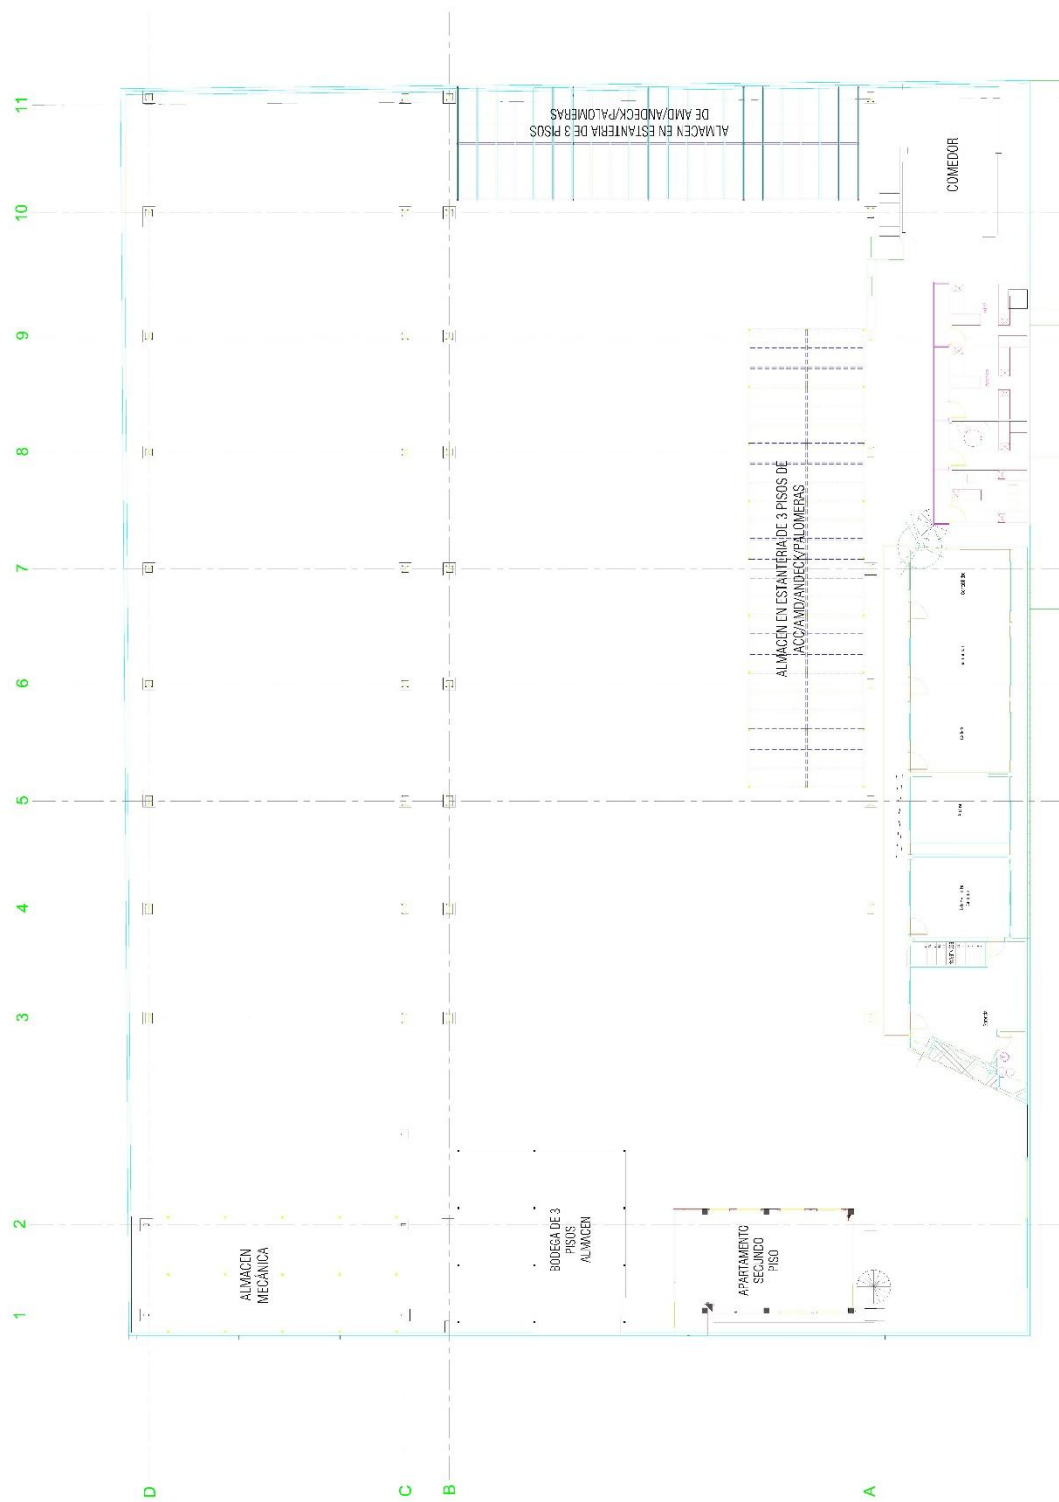 11
10
9
8
7
6
5
4
3
2
1
D
C
B
A
ALMACEN EN ESTANTERIA DE 3 PISOS
DE AMD/ANDECK/PALOMERAS
COMEDOR
ALMACEN EN ESTANTERIA DE 3 PISOS DE
ACC/AMD/ANDECK/PALOMERAS
ALMACEN
MECÁNICA
BODEGA DE 3
PISOS
ALMACEN
APARTAMENTO
SEGUNDO
PISO